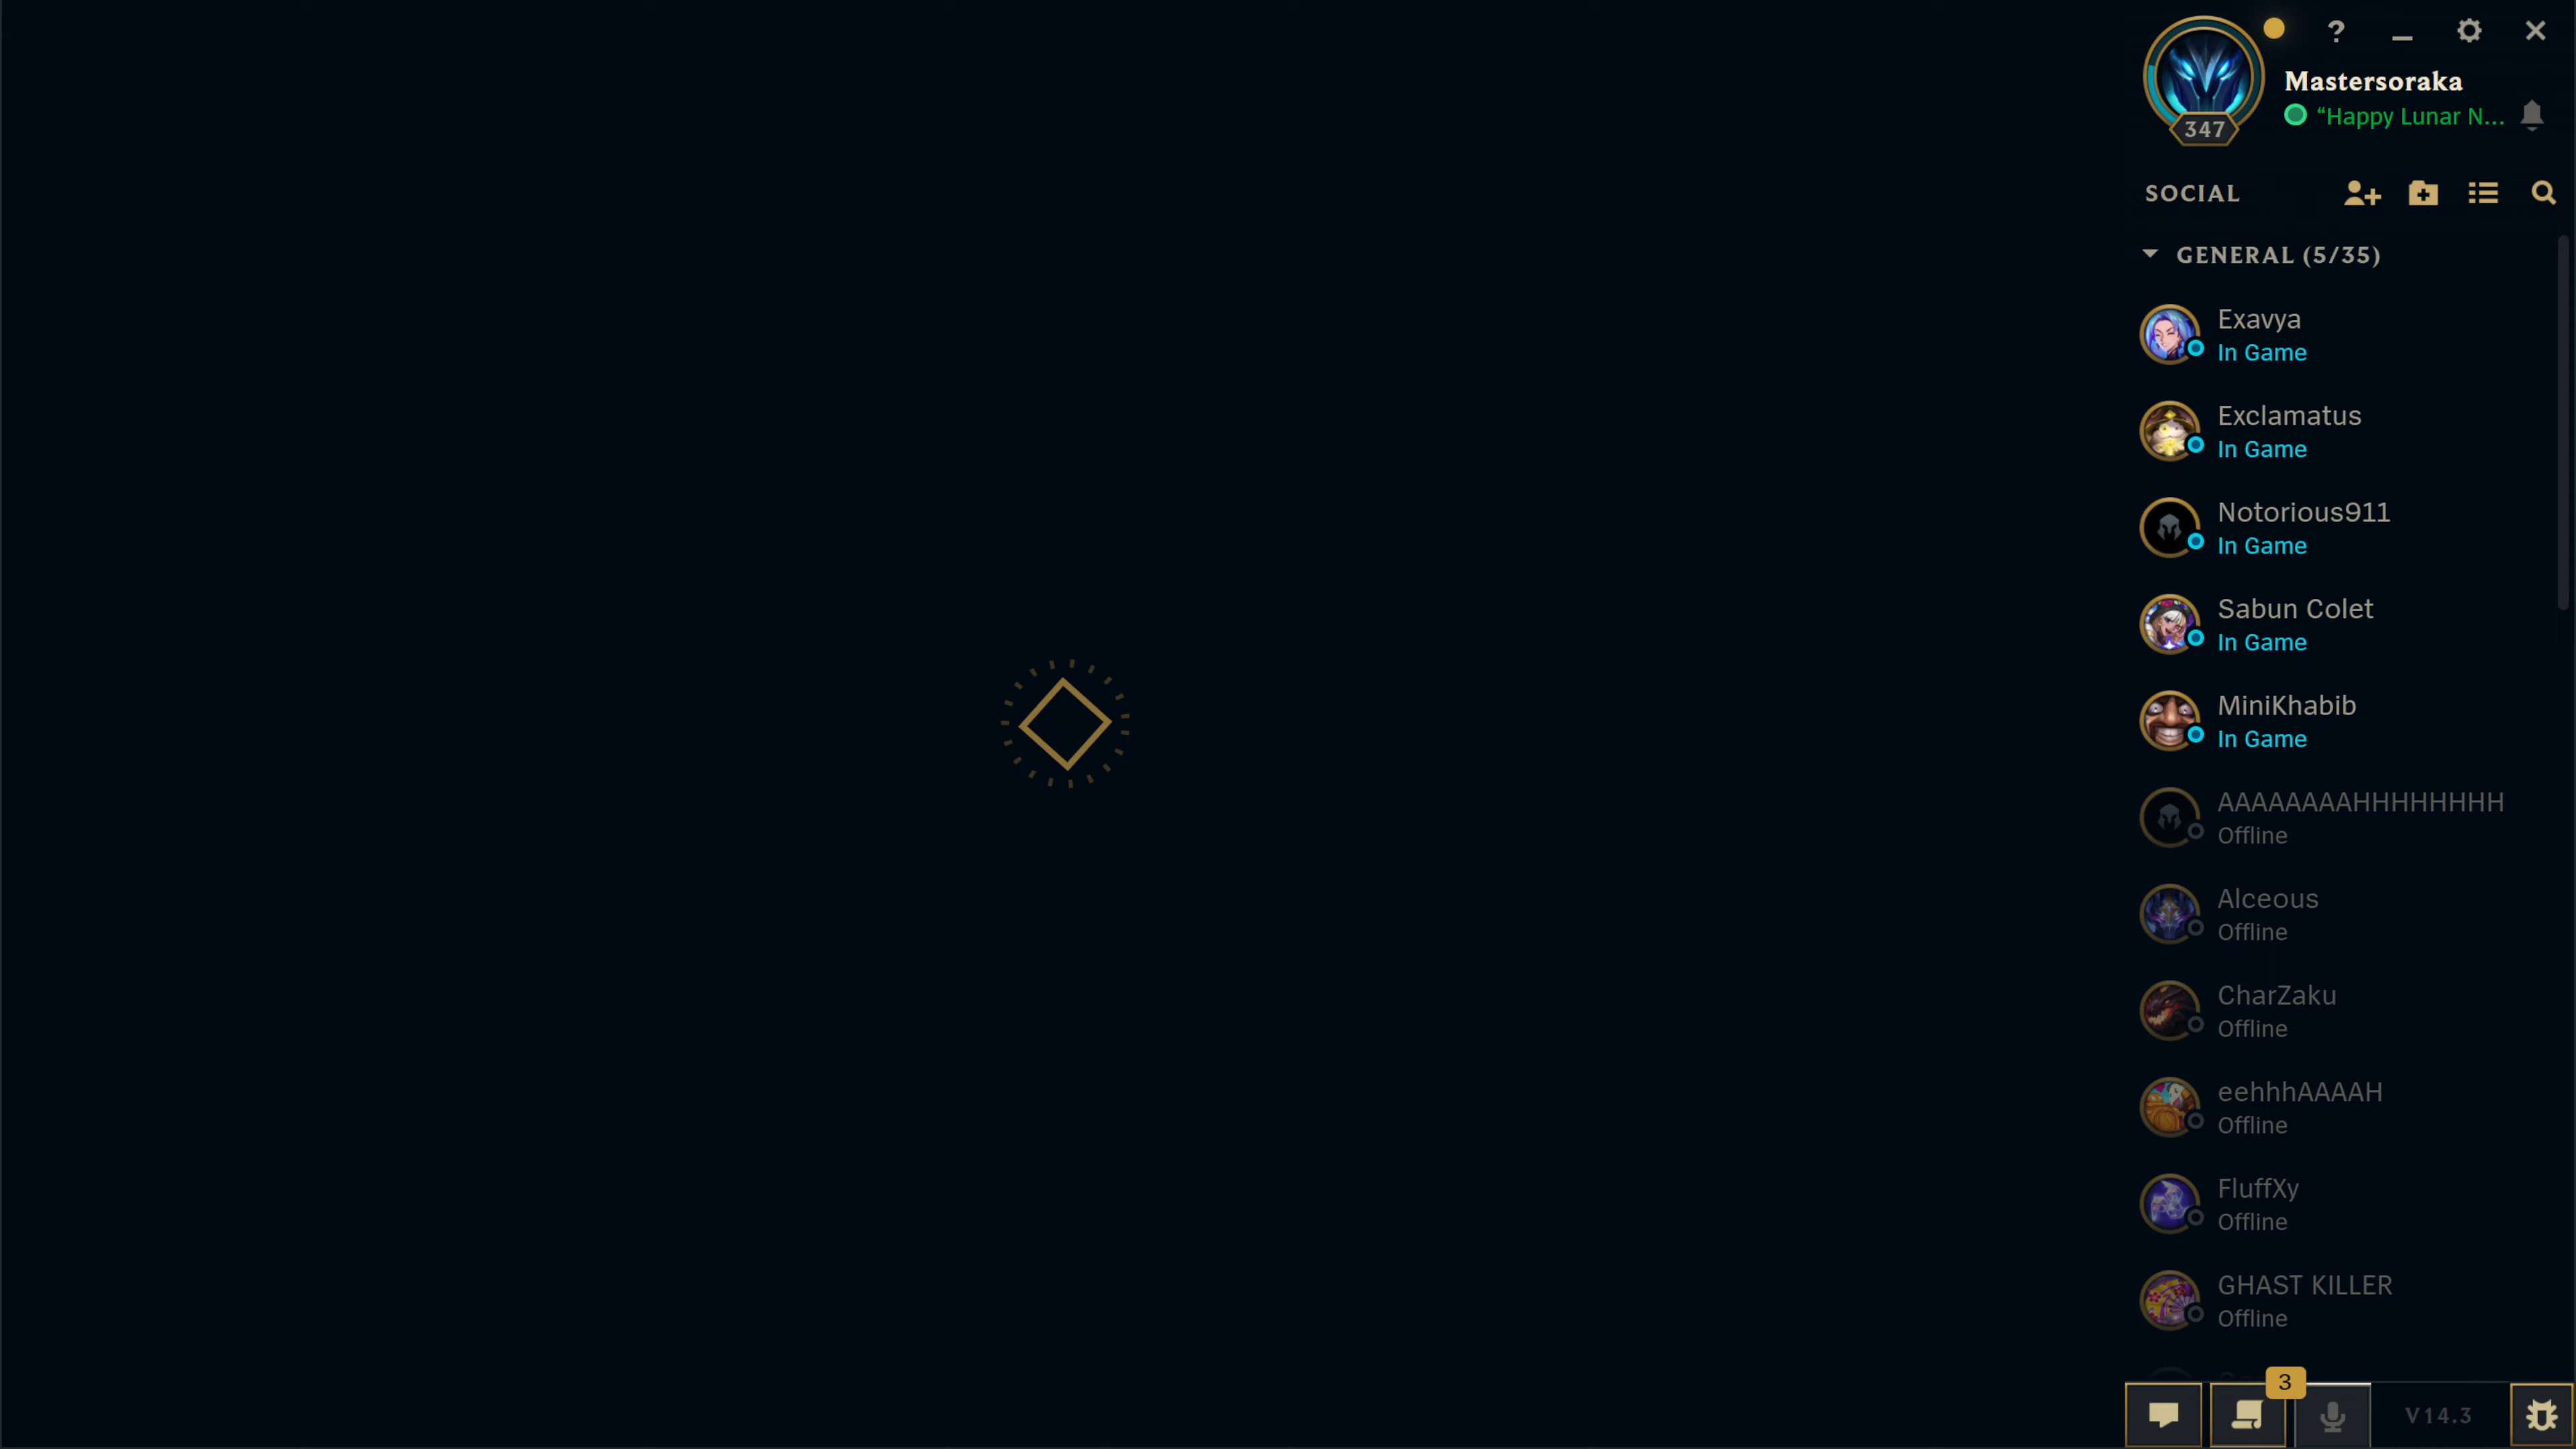 Mastersoraka
347
“Happy Lunar N...
SOCIAL
GENERAL (5/35)
Exavya
In Game
Exclamatus
In Game
Notorious911
In Game
Sabun Colet
In Game
MiniKhabib
In Game
AAAAAAAAHHHHHHHHH
Offline
Alceous
Offline
CharZaku
Offline
eehhhAAAAH
Offline
FluffXy
Offline
GHAST KILLER
Offline
3
V14.3